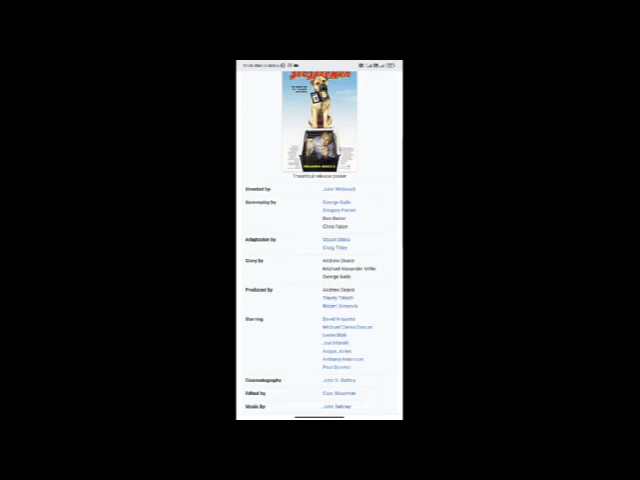 Theatrical release poster
Directed by John Whitesell
Screenplay by George Gallo
Gregory Poirier
Dan Baron
Chris Faber
Adaptation by Stuart Gibbs
Craig Titley
Story by Andrew Deane
Michael Alexander Miller
George Gallo
Produced by Andrew Deane
Tracey Trench
Robert Simonds
Starring David Arquette
Michael Clarke Duncan
Leslie Bibb
Joe Viterelli
Angus Jones
Anthony Anderson
Paul Sorvino
Cinematography John S. Bartley
Edited by Cara Silverman
Music by John Debney